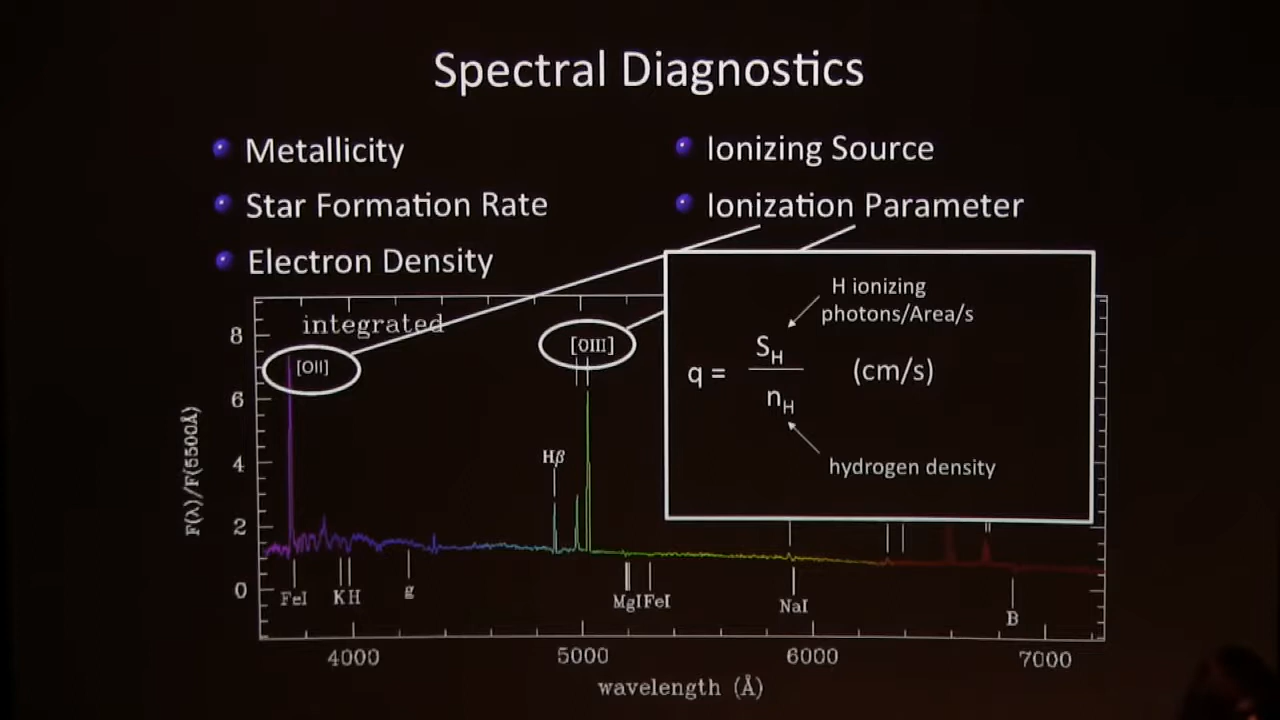 Spectral Diagnostics
Metallicity
Star Formation Rate
Electron Density
Ionizing Source
Ionization Parameter
integrated
[OII]
[OIII]
Hβ
H ionizing
photons/Area/s
q = S_H / n_H (cm/s)
hydrogen density
F(λ)/F(5500Å)
8
6
4
2
0
FeI
K H
g
MgI FeI
NaI
B
4000
5000
6000
7000
wavelength (Å)